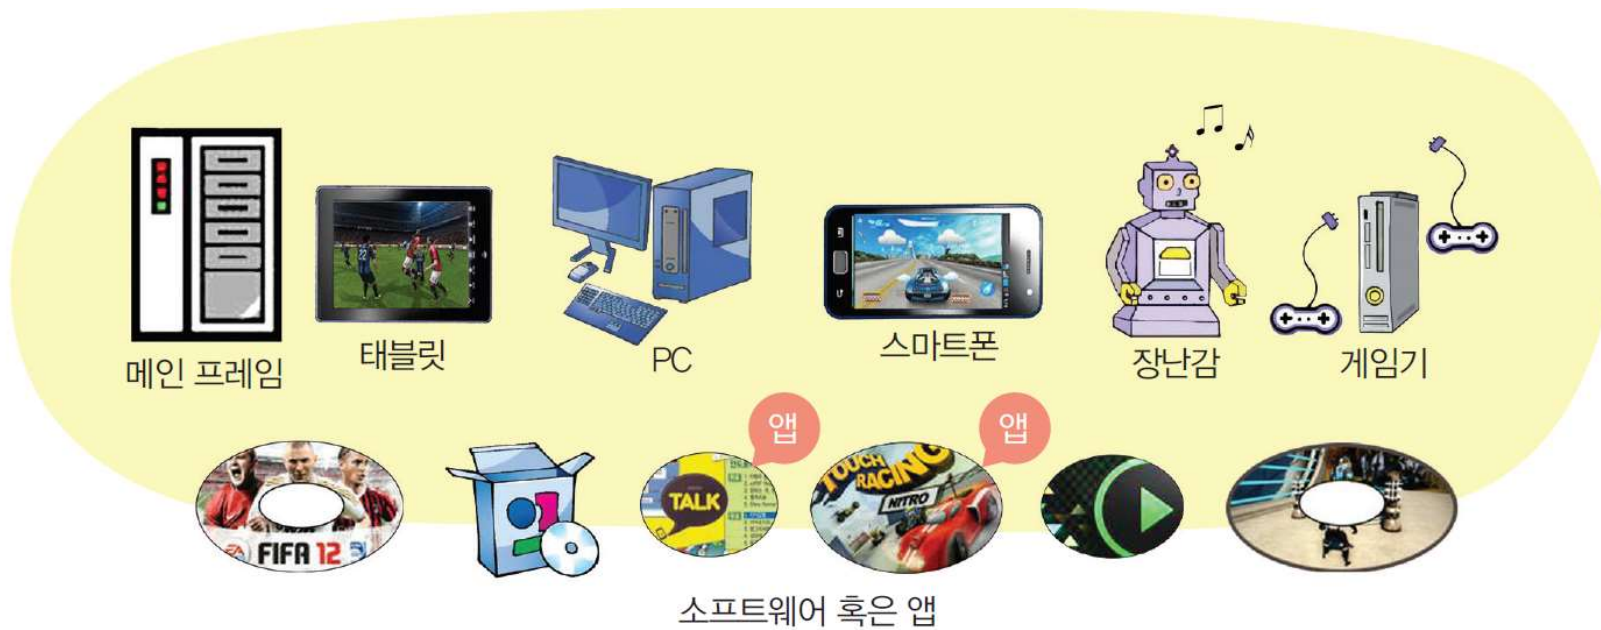 메인 프레임
태블릿
PC
스마트폰
장난감
게임기
앱
앱
EA
FIFA 12
TALK
TOUCH
RACING
NITRO
소프트웨어 혹은 앱